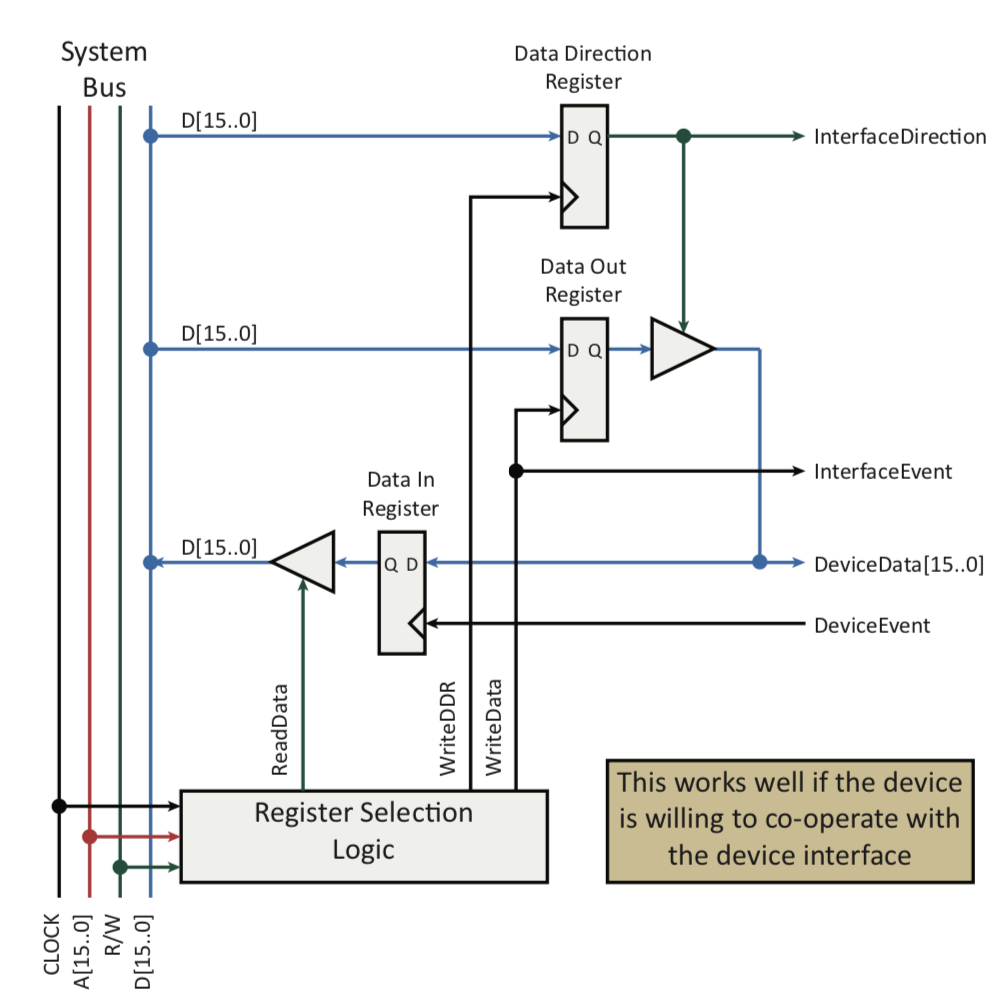 System
Bus
Data Direction
Register
D[15..0]
D Q
InterfaceDirection
Data Out
Register
D[15..0]
D Q
InterfaceEvent
Data In
Register
D[15..0]
Q D
DeviceData[15..0]
DeviceEvent
ReadData
WriteDDR
WriteData
Register Selection
Logic
This works well if the device
is willing to co-operate with
the device interface
CLOCK
A[15..0]
R/W
D[15..0]